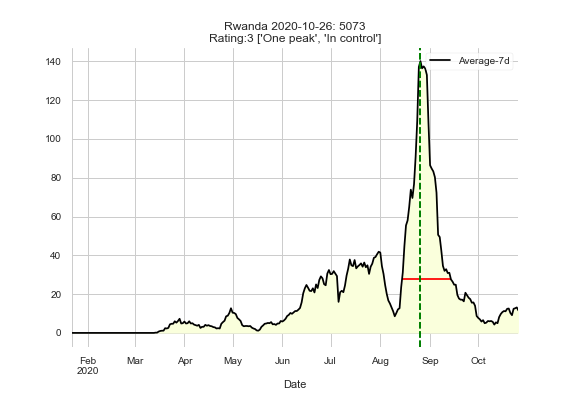 Rwanda 2020-10-26: 5073
Rating:3 ['One peak', 'In control']
Average-7d
140
120
100
80
60
40
20
0
Feb Mar Apr May Jun Jul Aug Sep Oct
2020
Date